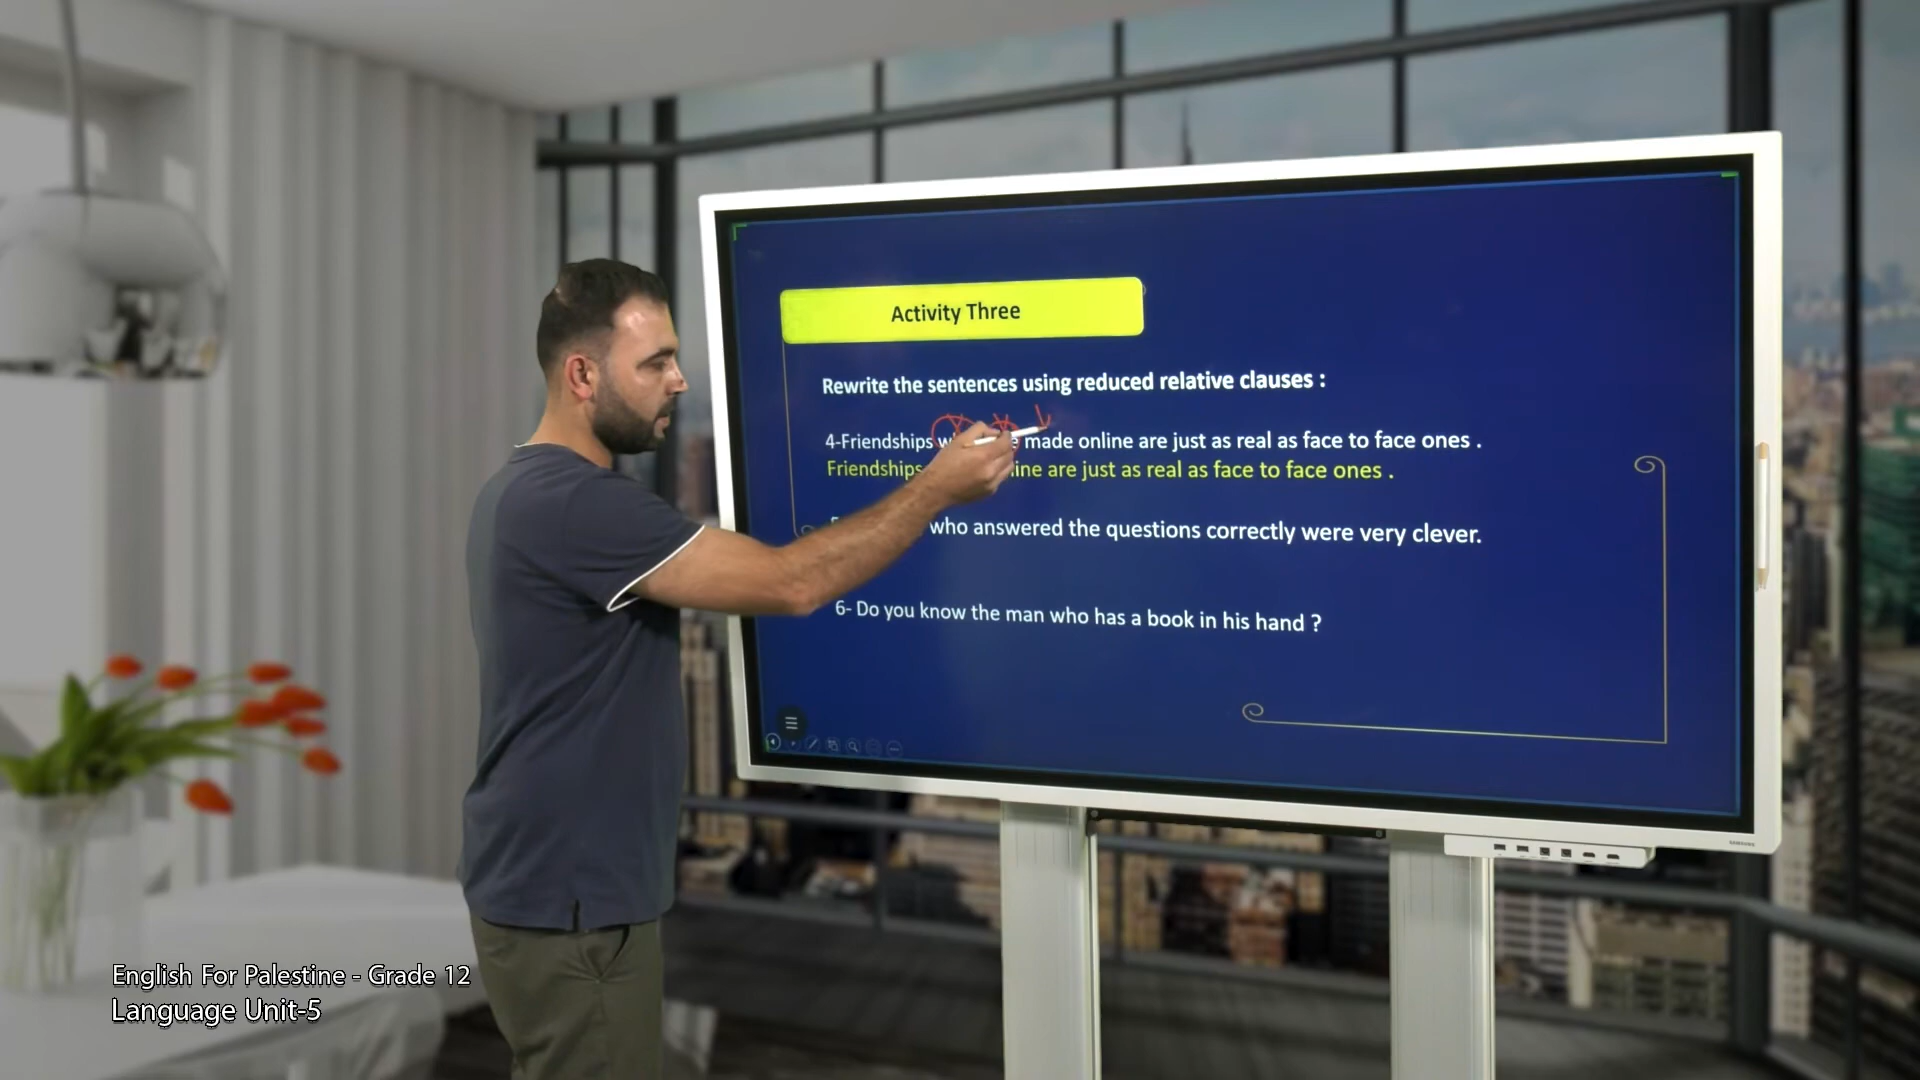 Activity Three
Rewrite the sentences using reduced relative clauses :
4-Friendships made online are just as real as face to face ones .
Friendships are just as real as face to face ones .
who answered the questions correctly were very clever.
6- Do you know the man who has a book in his hand ?
SAMSUNG
English For Palestine - Grade 12
Language Unit-5